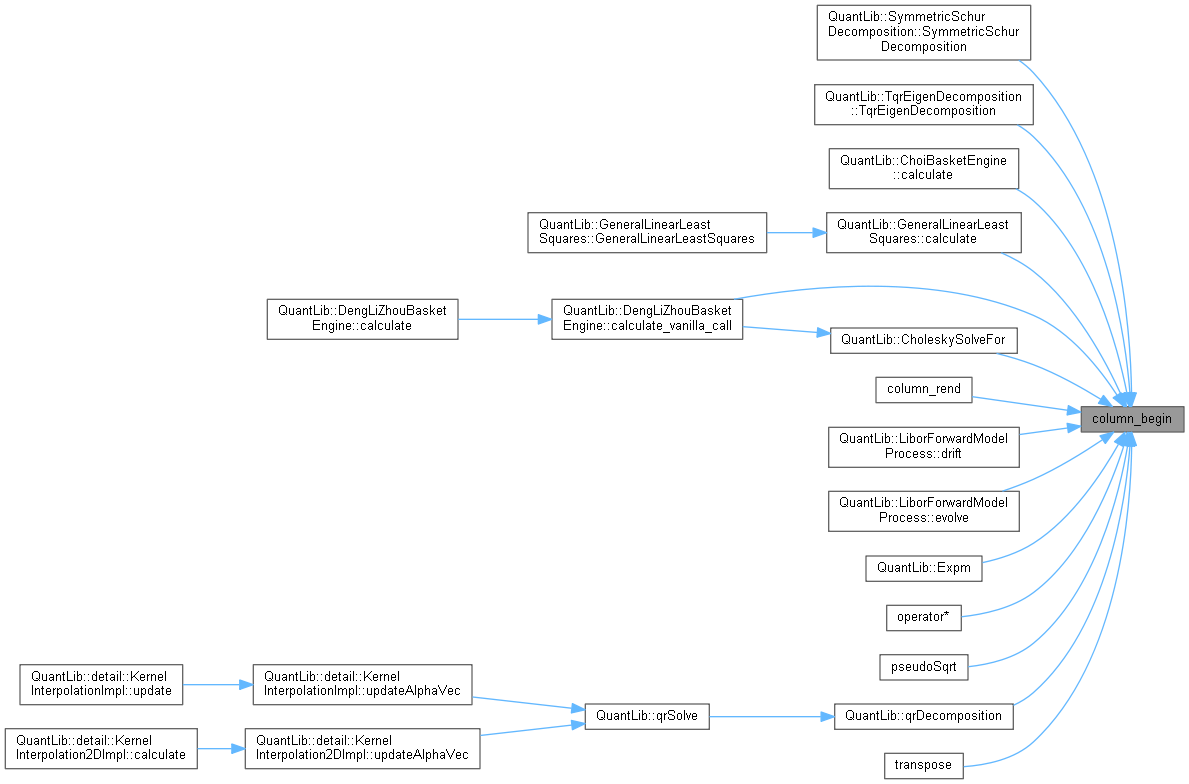 QuantLib::SymmetricSchur
Decomposition::SymmetricSchur
Decomposition
QuantLib::TqrEigenDecomposition
::TqrEigenDecomposition
QuantLib::ChoiBasketEngine
::calculate
QuantLib::GeneralLinearLeast
Squares::GeneralLinearLeastSquares
QuantLib::GeneralLinearLeast
Squares::calculate
QuantLib::DengLiZhouBasket
Engine::calculate
QuantLib::DengLiZhouBasket
Engine::calculate_vanilla_call
QuantLib::CholeskySolveFor
column_rend
column_begin
QuantLib::LiborForwardModel
Process::drift
QuantLib::LiborForwardModel
Process::evolve
QuantLib::Expm
operator*
pseudoSqrt
QuantLib::detail::Kernel
InterpolationImpl::update
QuantLib::detail::Kernel
InterpolationImpl::updateAlphaVec
QuantLib::qrSolve
QuantLib::qrDecomposition
QuantLib::detail::Kernel
Interpolation2DImpl::calculate
QuantLib::detail::Kernel
Interpolation2DImpl::updateAlphaVec
transpose